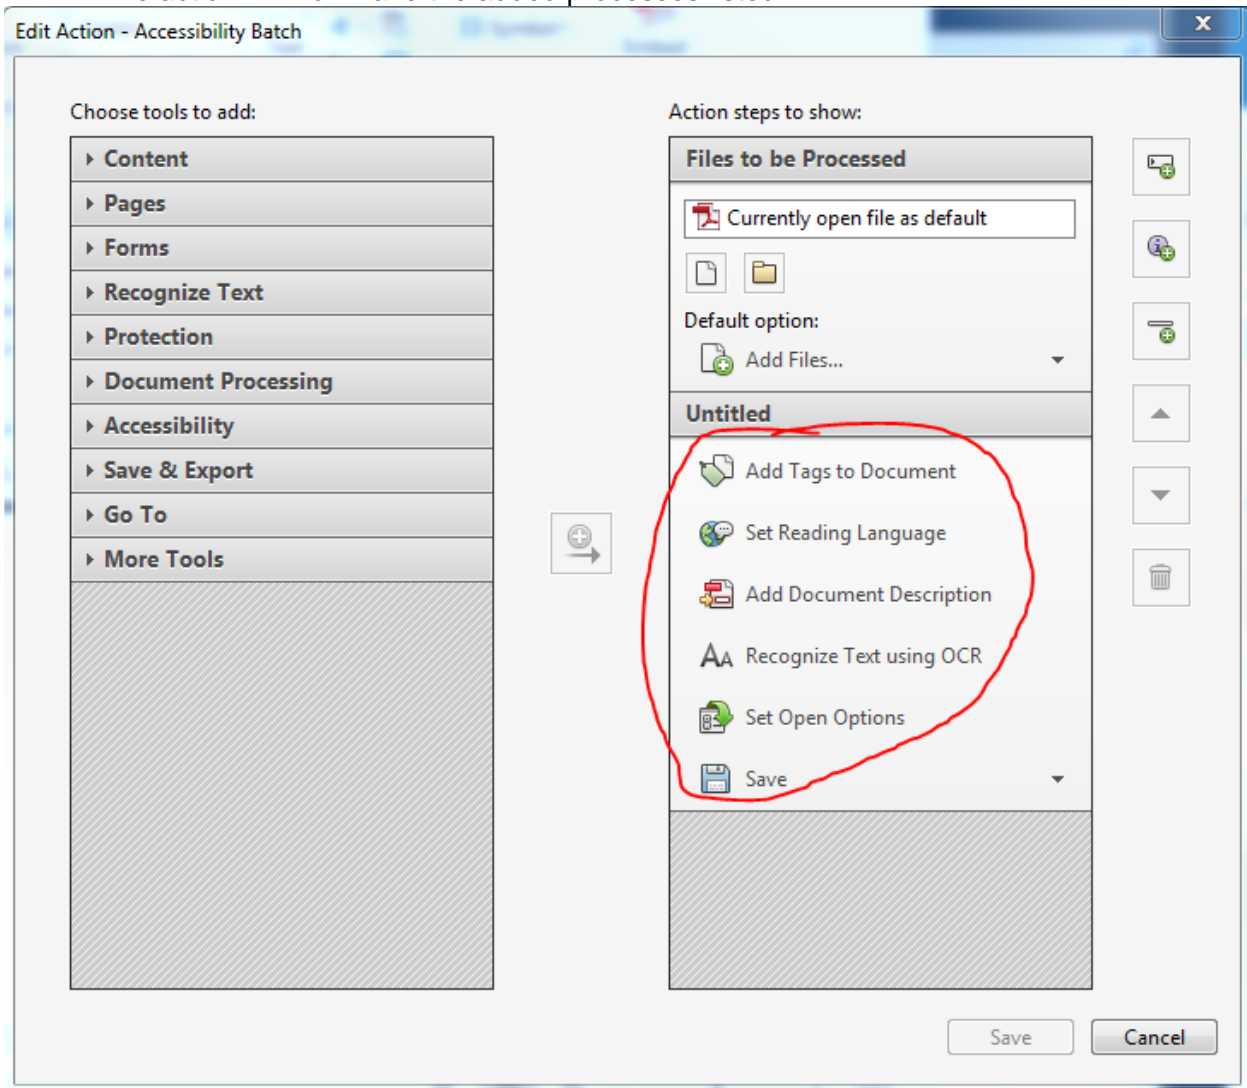 Edit Action - Accessibility Batch
Choose tools to add:
Content
Pages
Forms
Recognize Text
Protection
Document Processing
Accessibility
Save & Export
Go To
More Tools
Action steps to show:
Files to be Processed
Currently open file as default
Default option:
Add Files...
Untitled
Add Tags to Document
Set Reading Language
Add Document Description
Recognize Text using OCR
Set Open Options
Save
Save Cancel